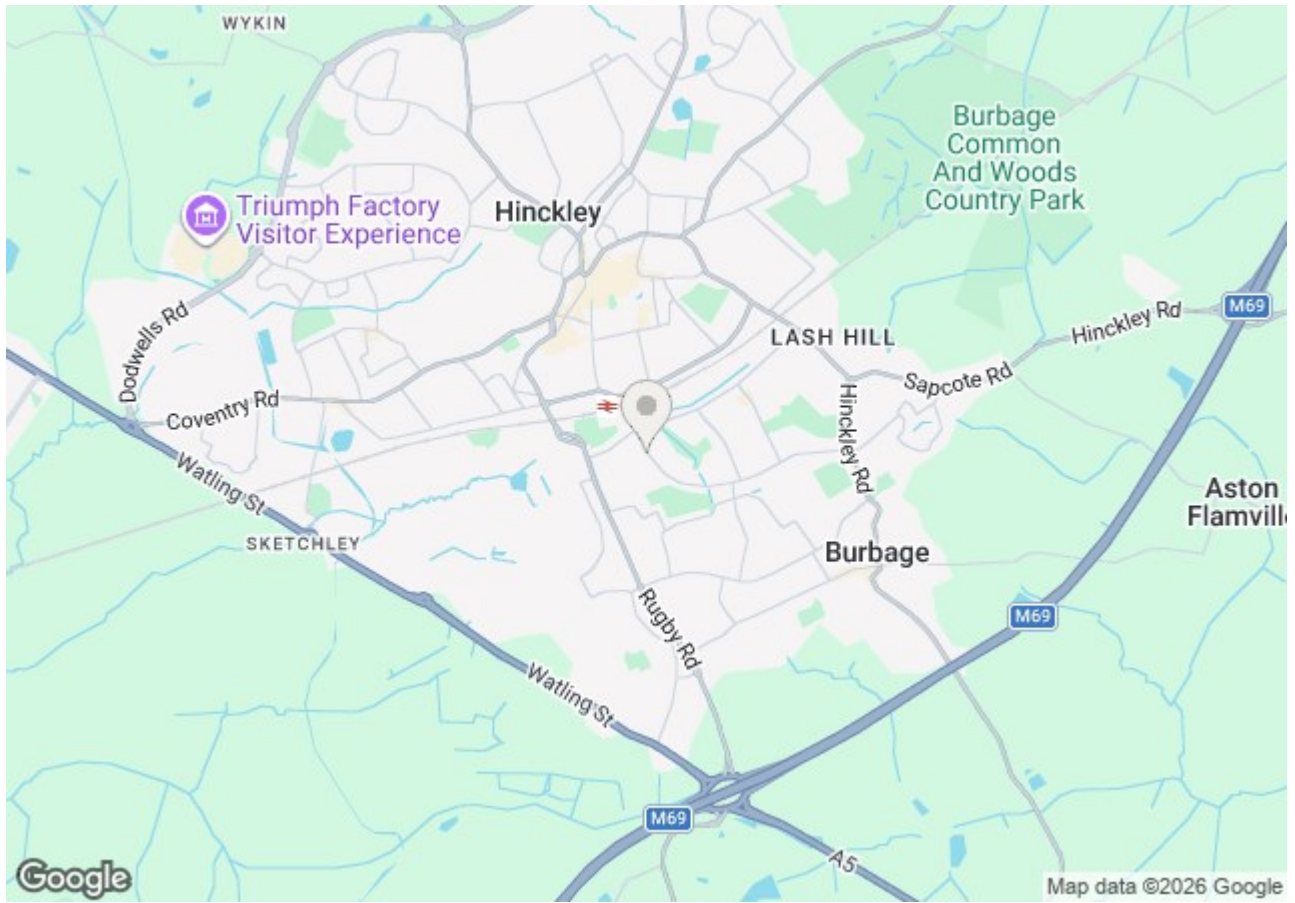 WYKIN
Burbage
Common
And Woods
Country Park
Triumph Factory
Visitor Experience
Hinckley
M69
Hinckley Rd
Dodwells Rd
LASH HILL
Sapcote Rd
Coventry Rd
Hinckley Rd
Watling St
Aston
Flamville
SKETCHLEY
Burbage
Rugby Rd
M69
Watling St
M69
A5
Google
Map data ©2026 Google